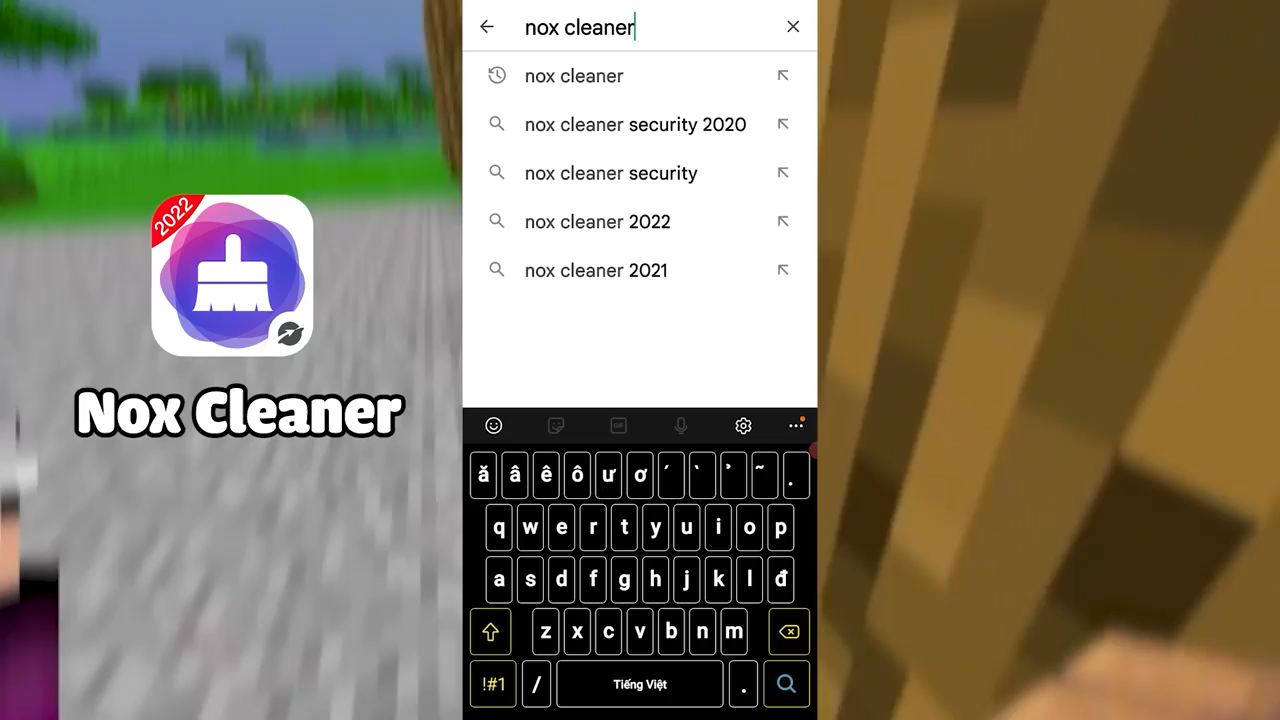 nox cleaner
nox cleaner
nox cleaner security 2020
nox cleaner security
nox cleaner 2022
nox cleaner 2021
2022
Nox Cleaner
GIF
ă â ê ô ư ơ ´ ` ̉ ~ .
q w e r t y u i o p
a s d f g h j k l đ
z x c v b n m
!#1 / Tiếng Việt .